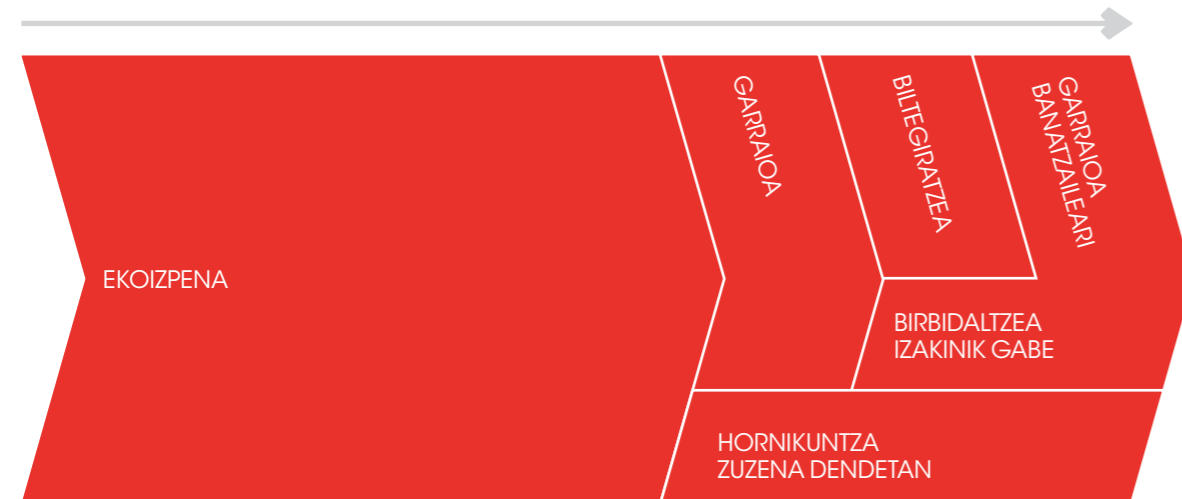 EKOIZPENA
GARRAIOA
BILTEGIRATZEA
GARRAIOA
BANATZAILEARI
BIRBIDALTZEA
IZAKINIK GABE
HORNIKUNTZA
ZUZENA DENDETAN